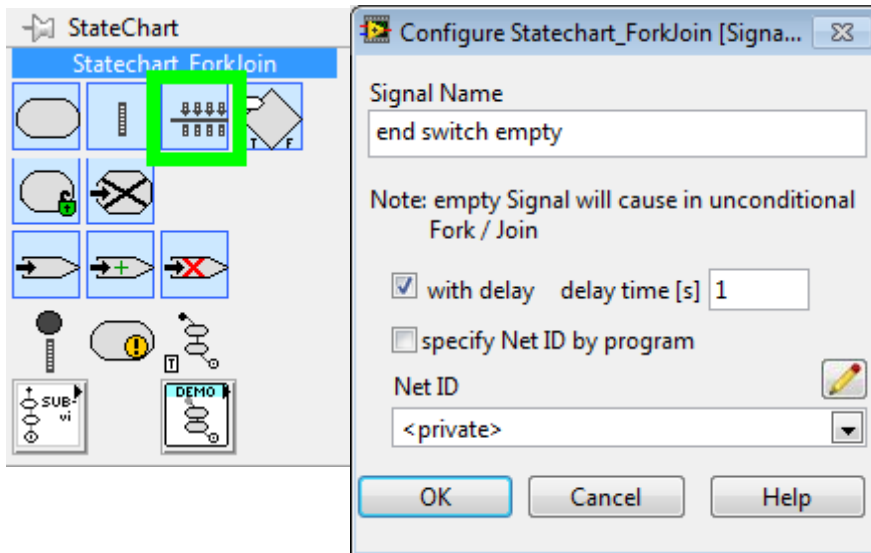 StateChart
Statechart_ForkJoin
T F
T
SUB-
vi
DEMO
Configure Statechart_ForkJoin [Signa...
Signal Name
end switch empty
Note: empty Signal will cause in unconditional
Fork / Join
with delay delay time [s] 1
specify Net ID by program
Net ID
<private>
OK Cancel Help